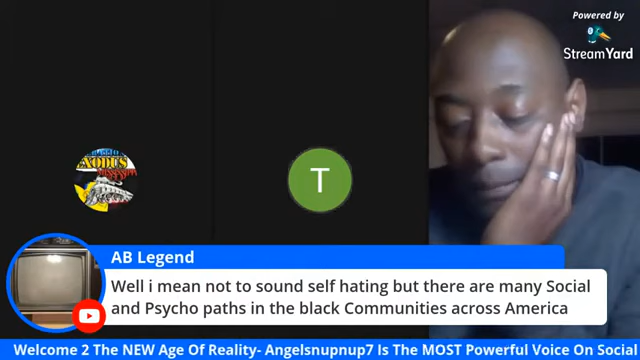 Powered by
StreamYard
EXODUS
MISSISSIPPI
T
AB Legend
Well i mean not to sound self hating but there are many Social
and Psycho paths in the black Communities across America
Welcome 2 The NEW Age Of Reality- Angelsnupnup7 Is The MOST Powerful Voice On Social